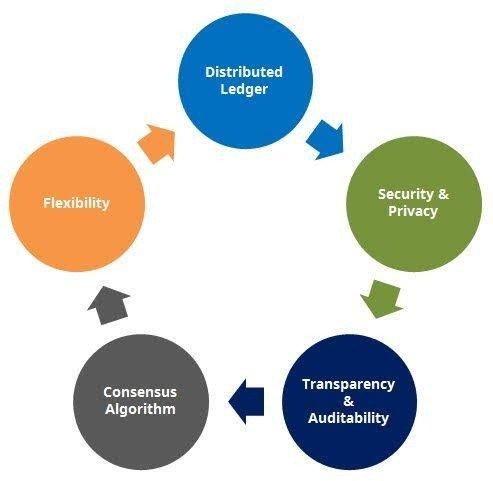 Distributed
Ledger
Security &
Privacy
Transparency
&
Auditability
Consensus
Algorithm
Flexibility